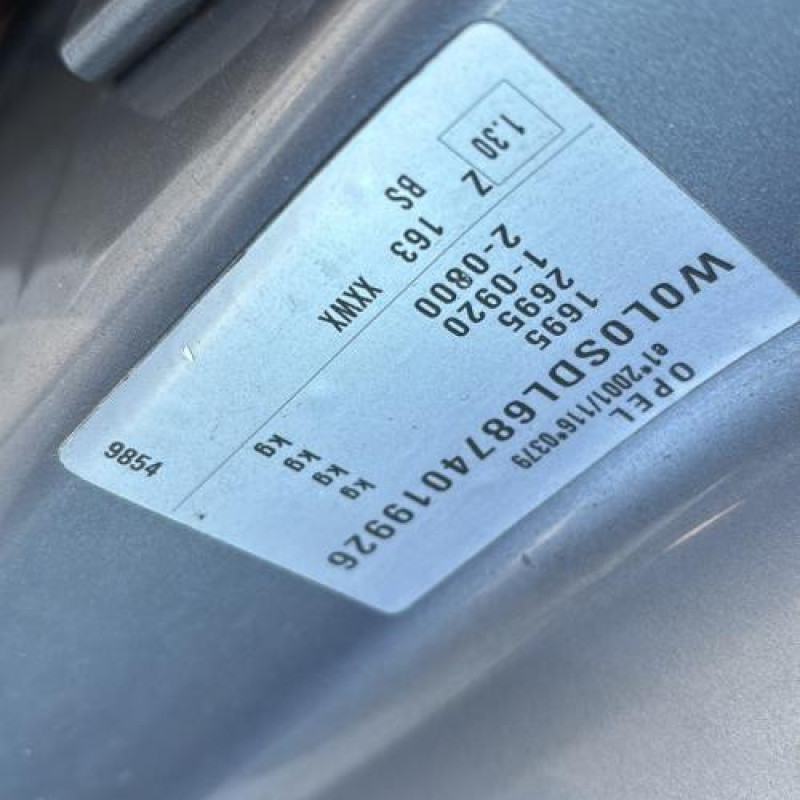 OPEL
e1*2001/116*0379
W0L0SDL6874019926
1695 kg
2695 kg
1-0920 kg
2-0800 kg
Z 163 XXWX
1.30 BS
9854